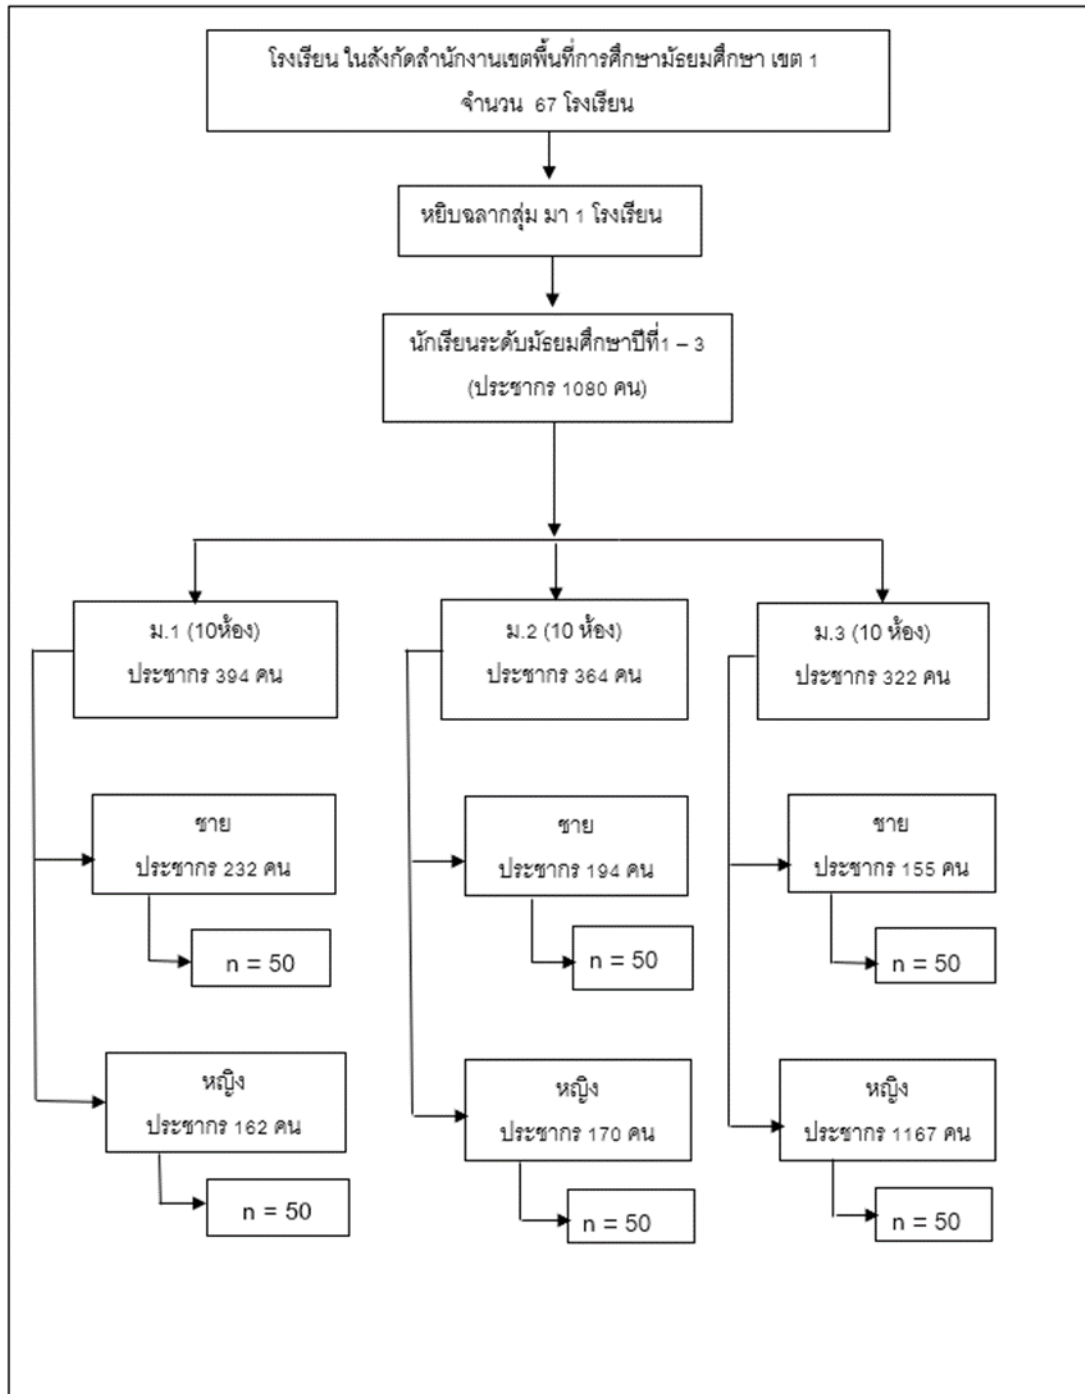 โรงเรียน ในสังกัดสำนักงานเขตพื้นที่การศึกษามัธยมศึกษา เขต 1
จำนวน 67 โรงเรียน
หยิบฉลากสุ่ม มา 1 โรงเรียน
นักเรียนระดับมัธยมศึกษาปีที่1 – 3
(ประชากร 1080 คน)
ม.1 (10ห้อง)
ประชากร 394 คน
ม.2 (10 ห้อง)
ประชากร 364 คน
ม.3 (10 ห้อง)
ประชากร 322 คน
ชาย
ประชากร 232 คน
ชาย
ประชากร 194 คน
ชาย
ประชากร 155 คน
n = 50
n = 50
n = 50
หญิง
ประชากร 162 คน
หญิง
ประชากร 170 คน
หญิง
ประชากร 1167 คน
n = 50
n = 50
n = 50